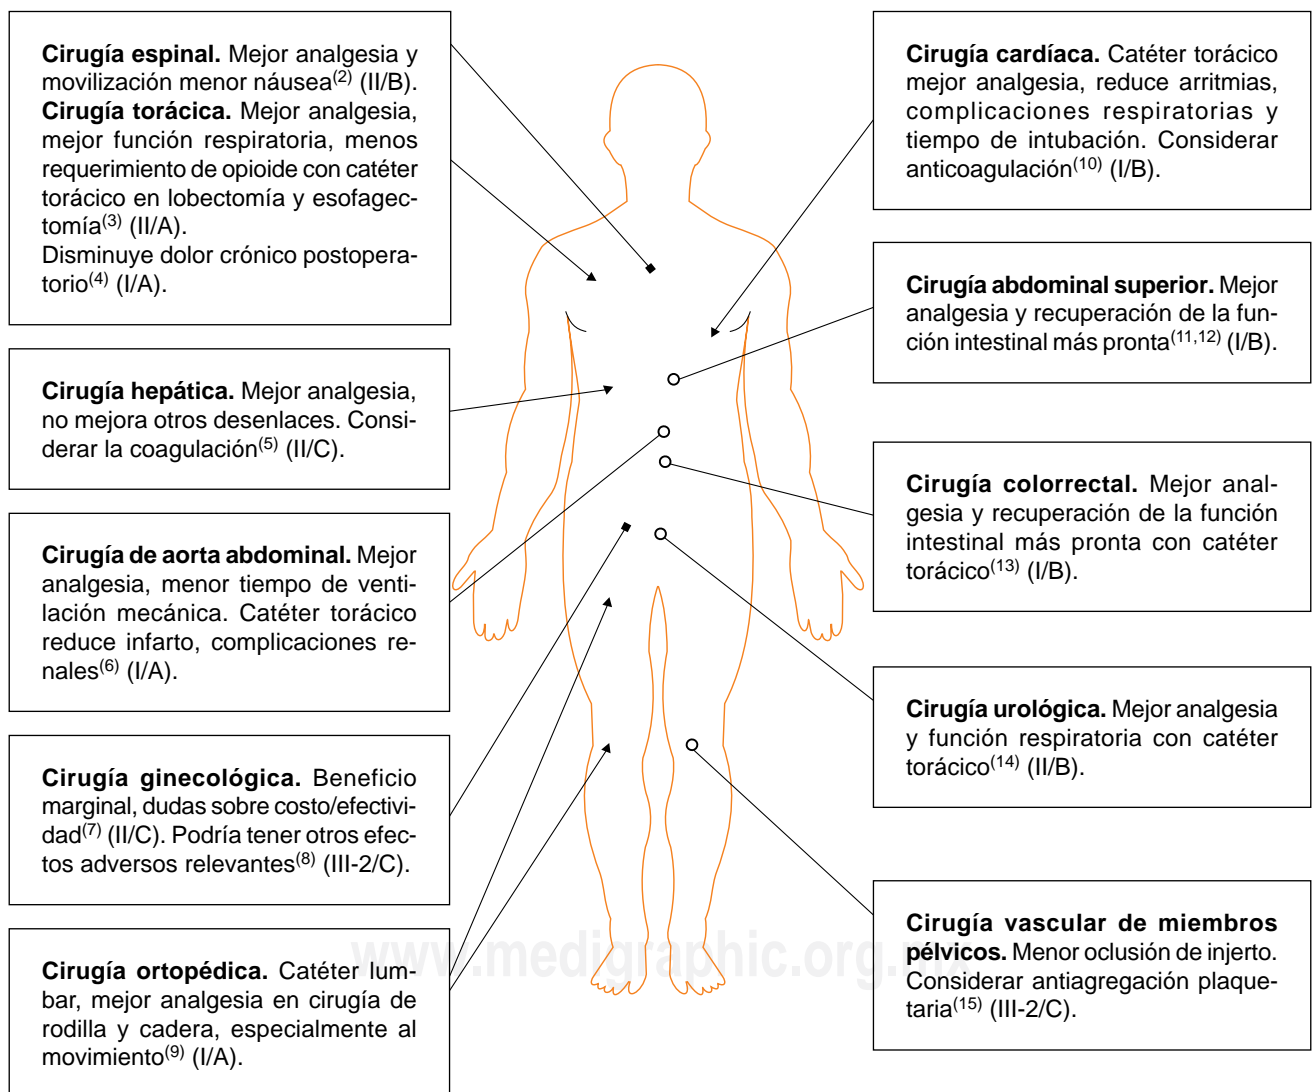 Cirugía espinal. Mejor analgesia y
movilización menor náusea(2) (II/B).
Cirugía torácica. Mejor analgesia,
mejor función respiratoria, menos
requerimiento de opioide con catéter
torácico en lobectomía y esofagec-
tomía(3) (II/A).
Disminuye dolor crónico postopera-
torio(4) (I/A).
Cirugía hepática. Mejor analgesia,
no mejora otros desenlaces. Consi-
derar la coagulación(5) (II/C).
Cirugía de aorta abdominal. Mejor
analgesia, menor tiempo de venti-
lación mecánica. Catéter torácico
reduce infarto, complicaciones re-
nales(6) (I/A).
Cirugía ginecológica. Beneficio
marginal, dudas sobre costo/efectivi-
dad(7) (II/C). Podría tener otros efec-
tos adversos relevantes(8) (III-2/C).
Cirugía ortopédica. Catéter lum-
bar, mejor analgesia en cirugía de
rodilla y cadera, especialmente al
movimiento(9) (I/A).
Cirugía cardíaca. Catéter torácico
mejor analgesia, reduce arritmias,
complicaciones respiratorias y
tiempo de intubación. Considerar
anticoagulación(10) (I/B).
Cirugía abdominal superior. Mejor
analgesia y recuperación de la fun-
ción intestinal más pronta(11,12) (I/B).
Cirugía colorrectal. Mejor anal-
gesia y recuperación de la función
intestinal más pronta con catéter
torácico(13) (I/B).
Cirugía urológica. Mejor analgesia
y función respiratoria con catéter
torácico(14) (II/B).
Cirugía vascular de miembros
pélvicos. Menor oclusión de injerto.
Considerar antiagregación plaque-
taria(15) (III-2/C).
www.medigraphic.org.mx